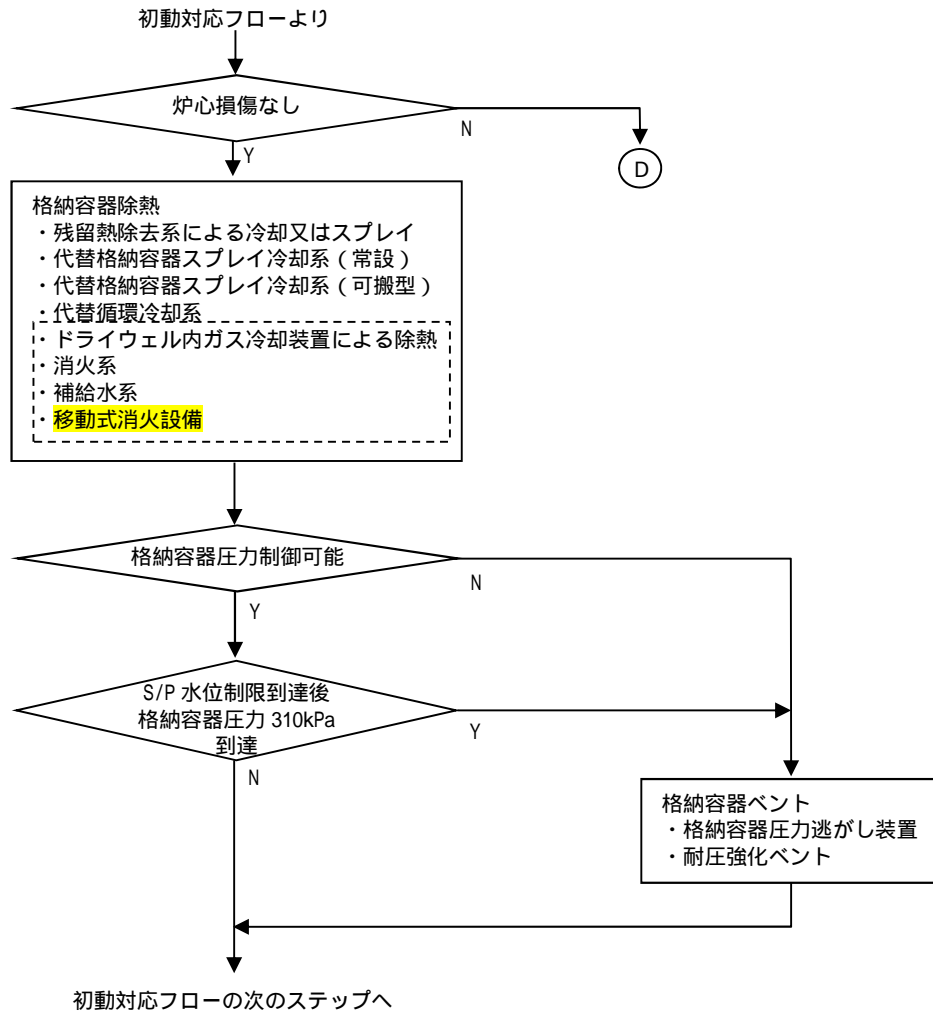 初動対応フローより
炉心損傷なし
N
Y
D
格納容器除熱
・残留熱除去系による冷却又はスプレイ
・代替格納容器スプレイ冷却系（常設）
・代替格納容器スプレイ冷却系（可搬型）
・代替循環冷却系
・ドライウェル内ガス冷却装置による除熱
・消火系
・補給水系
・移動式消火設備
格納容器圧力制御可能
N
Y
S/P 水位制限到達後
格納容器圧力 310kPa
到達
Y
N
格納容器ベント
・格納容器圧力逃がし装置
・耐圧強化ベント
初動対応フローの次のステップへ